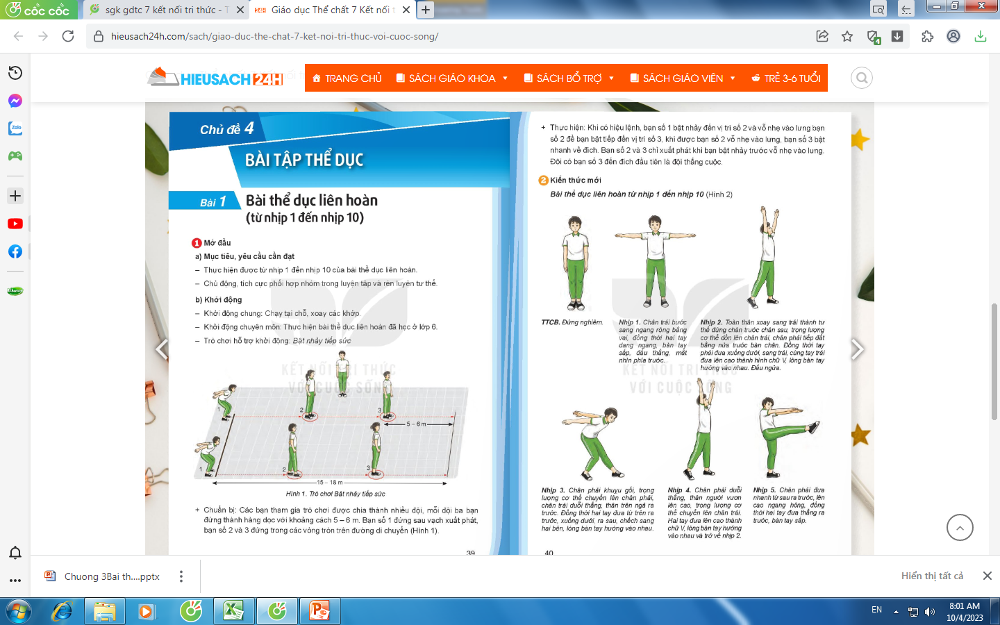 cốc cốc
sgk gdtc 7 kết nối tri thức - T
Giáo dục Thể chất 7 Kết nối t
hieusach24h.com/sach/giao-duc-the-chat-7-ket-noi-tri-thuc-voi-cuoc-song/
4
Zalo
HIEUSACH 24H
TRANG CHỦ
SÁCH GIÁO KHOA
SÁCH BỔ TRỢ
SÁCH GIÁO VIÊN
TRẺ 3-6 TUỔI
Chủ đề 4
BÀI TẬP THỂ DỤC
Bài 1 Bài thể dục liên hoàn
(từ nhịp 1 đến nhịp 10)
1 Mở đầu
a) Mục tiêu, yêu cầu cần đạt
– Thực hiện được từ nhịp 1 đến nhịp 10 của bài thể dục liên hoàn.
– Chủ động, tích cực phối hợp nhóm trong luyện tập và rèn luyện tư thế.
b) Khởi động
– Khởi động chung: Chạy tại chỗ, xoay các khớp.
– Khởi động chuyên môn: Thực hiện bài thể dục liên hoàn đã học ở lớp 6.
– Trò chơi hỗ trợ khởi động: Bật nhảy tiếp sức
KẾT NỐI TRI THỨC
VỚI CUỘC SỐNG
1
2
3
5 – 6 m
1
2
3
15 – 18 m
Hình 1. Trò chơi Bật nhảy tiếp sức
+ Chuẩn bị: Các bạn tham gia trò chơi được chia thành nhiều đội, mỗi đội ba bạn
đứng thành hàng dọc với khoảng cách 5 – 6 m. Bạn số 1 đứng sau vạch xuất phát,
bạn số 2 và 3 đứng trong các vòng tròn trên đường di chuyển (Hình 1).
39
+ Thực hiện: Khi có hiệu lệnh, bạn số 1 bật nhảy đến vị trí số 2 và vỗ nhẹ vào lưng bạn
số 2 để bạn bật tiếp đến vị trí số 3, khi được bạn số 2 vỗ nhẹ vào lưng, bạn số 3 bật
nhanh về đích. Bạn số 2 và 3 chỉ xuất phát khi bạn bật nhảy trước vỗ nhẹ vào lưng.
Đội có bạn số 3 đến đích đầu tiên là đội thắng cuộc.
2 Kiến thức mới
Bài thể dục liên hoàn từ nhịp 1 đến nhịp 10 (Hình 2)
TTCB. Đứng nghiêm.
Nhịp 1. Chân trái bước
sang ngang rộng bằng
vai, đồng thời hai tay
dang ngang, bàn tay
sấp, đầu thẳng, mắt
nhìn phía trước.
Nhịp 2. Toàn thân xoay sang trái thành tư
thế đứng chân trước chân sau, trọng lượng
cơ thể dồn lên chân trái, chân phải tiếp đất
bằng nửa trước bàn chân. Đồng thời tay
phải đưa xuống dưới, sang trái, cùng tay trái
đưa lên cao thành hình chữ V, lòng bàn tay
hướng vào nhau. Đầu ngửa.
KẾT NỐI TRI THỨC
VỚI CUỘC SỐNG
Nhịp 3. Chân phải khuỵu gối, trọng
lượng cơ thể chuyển lên chân phải,
chân trái duỗi thẳng, thân trên ngả ra
trước. Đồng thời hai tay đưa từ trên ra
trước, xuống dưới, ra sau, chếch sang
hai bên, lòng bàn tay hướng vào nhau.
Nhịp 4. Chân phải duỗi
thẳng, thân người vươn
lên cao, trọng lượng cơ
thể chuyển lên chân trái.
Hai tay đưa lên cao thành
chữ V, lòng bàn tay hướng
vào nhau và trở về nhịp 2.
Nhịp 5. Chân phải đưa
nhanh từ sau ra trước, lên
cao ngang hông, đồng
thời hai tay đưa thẳng ra
trước, bàn tay sấp.
40
Chuong 3Bai th....pptx
Hiển thị tất cả
EN
8:01 AM
10/4/2023